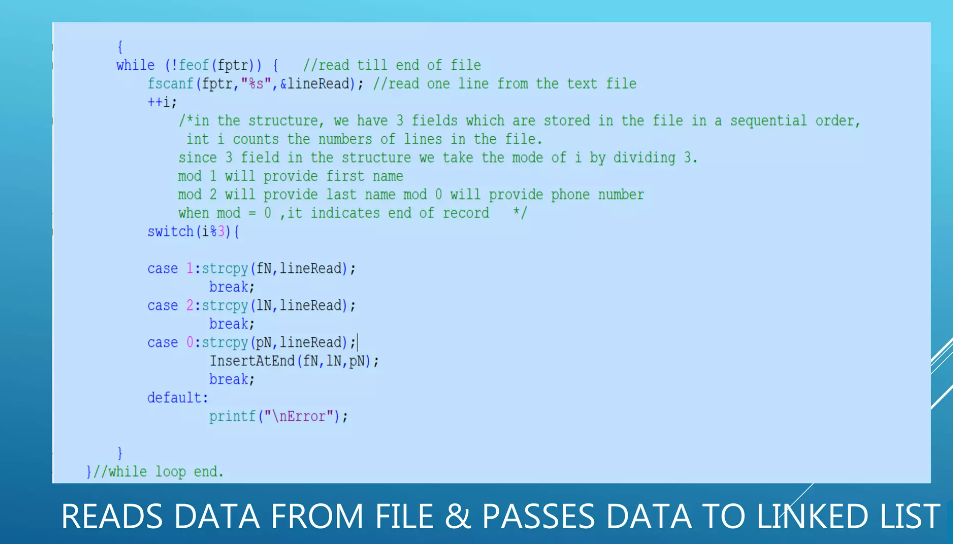 {
while (!feof(fptr)) {   //read till end of file
fscanf(fptr,"%s",&lineRead); //read one line from the text file
++i;
/*in the structure, we have 3 fields which are stored in the file in a sequential order,
int i counts the numbers of lines in the file.
since 3 field in the structure we take the mode of i by dividing 3.
mod 1 will provide first name
mod 2 will provide last name mod 0 will provide phone number
when mod = 0 ,it indicates end of record   */
switch(i%3){
case 1:strcpy(fN,lineRead);
break;
case 2:strcpy(lN,lineRead);
break;
case 0:strcpy(pN,lineRead);
InsertAtEnd(fN,lN,pN);
break;
default:
printf("\nError");
}
}//while loop end.
READS DATA FROM FILE & PASSES DATA TO LINKED LIST